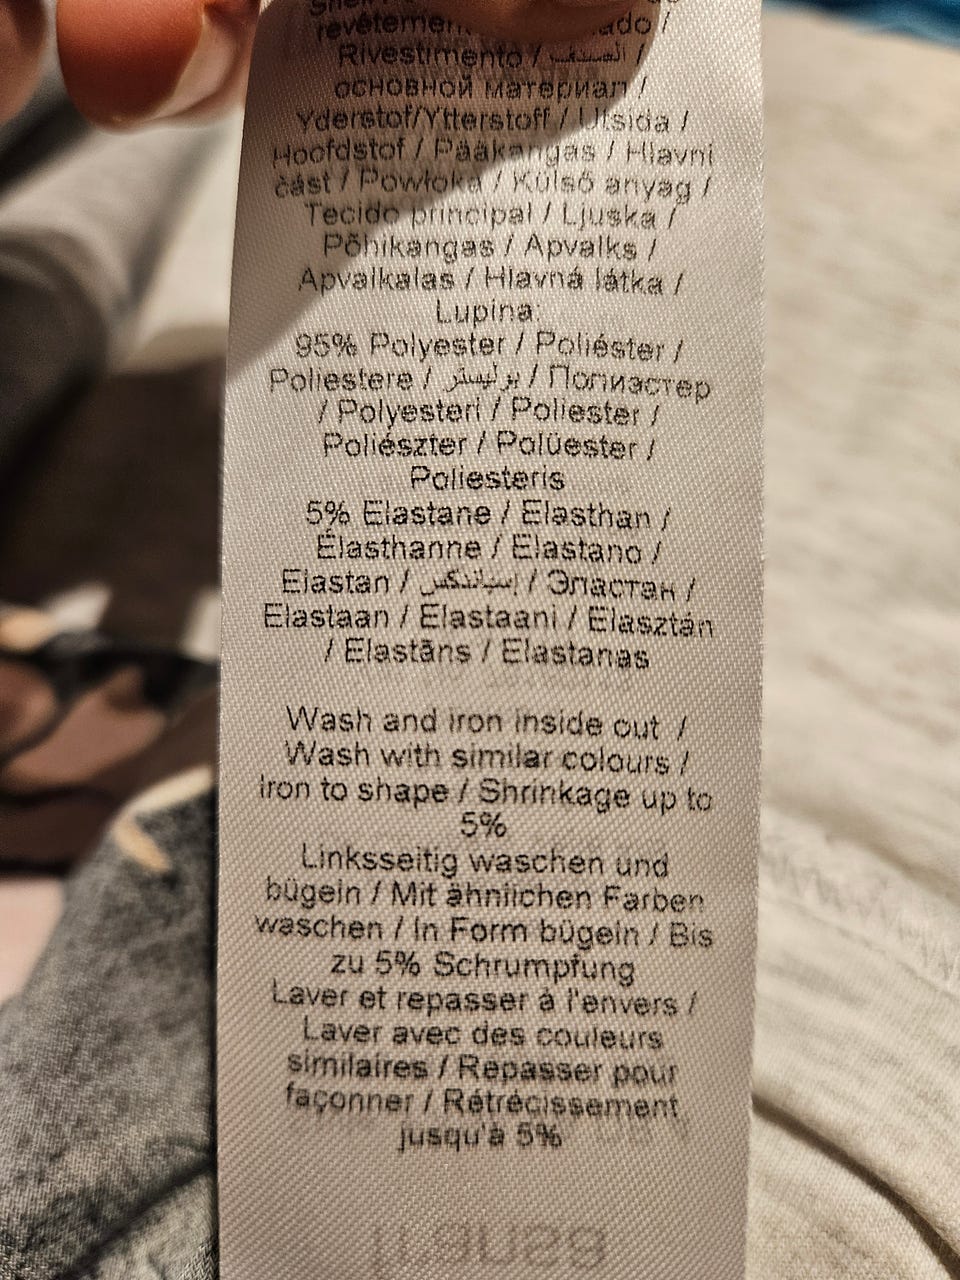 revêtement
Rivestimento / الصدف /
основной материал /
Yderstof/Ytterstoff / Utsida /
Hoofdstof / Pääkangas / Hlavní
část / Powłoka / Külső anyag /
Tecido principal / Ljuska /
Põhikangas / Apvalks /
Apvalkalas / Hlavná látka /
Lupina:
95% Polyester / Poliéster /
Poliestere / برليستر / Полиэстер
/ Polyesteri / Poliester /
Poliészter / Polüester /
Poliesteris
5% Elastane / Elasthan /
Élasthanne / Elastano /
Elastan / إسباندكس / Эластан /
Elastaan / Elastaani / Elasztán
/ Elastāns / Elastanas
Wash and iron inside out /
Wash with similar colours /
Iron to shape / Shrinkage up to
5%
Linksseitig waschen und
bügeln / Mit ähnlichen Farben
waschen / In Form bügeln / Bis
zu 5% Schrumpfung
Laver et repasser à l'envers /
Laver avec des couleurs
similaires / Repasser pour
façonner / Rétrécissement
jusqu'à 5%